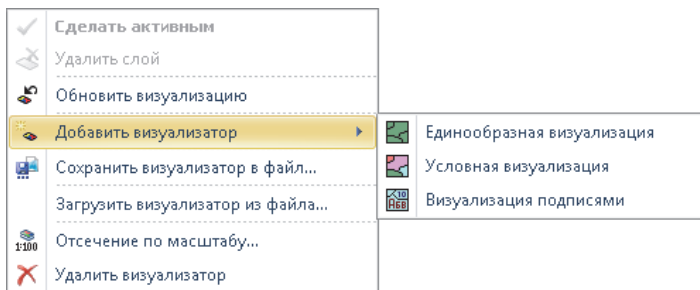 Сделать активным
Удалить слой
Обновить визуализацию
Добавить визуализатор
Единообразная визуализация
Условная визуализация
Визуализация подписями
Сохранить визуализатор в файл...
Загрузить визуализатор из файла...
1:100 Отсечение по масштабу...
Удалить визуализатор